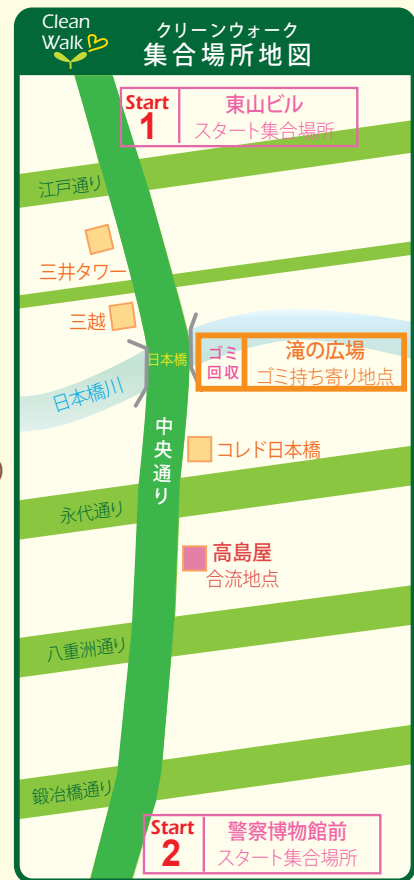 Clean
Walk
クリーンウォーク
集合場所地図
Start
1
東山ビル
スタート集合場所
江戸通り
三井タワー
三越
日本橋
ゴミ
回収
滝の広場
ゴミ持ち寄り地点
日本橋川
中央通り
コレド日本橋
永代通り
高島屋
合流地点
八重洲通り
鍛冶橋通り
Start
2
警察博物館前
スタート集合場所